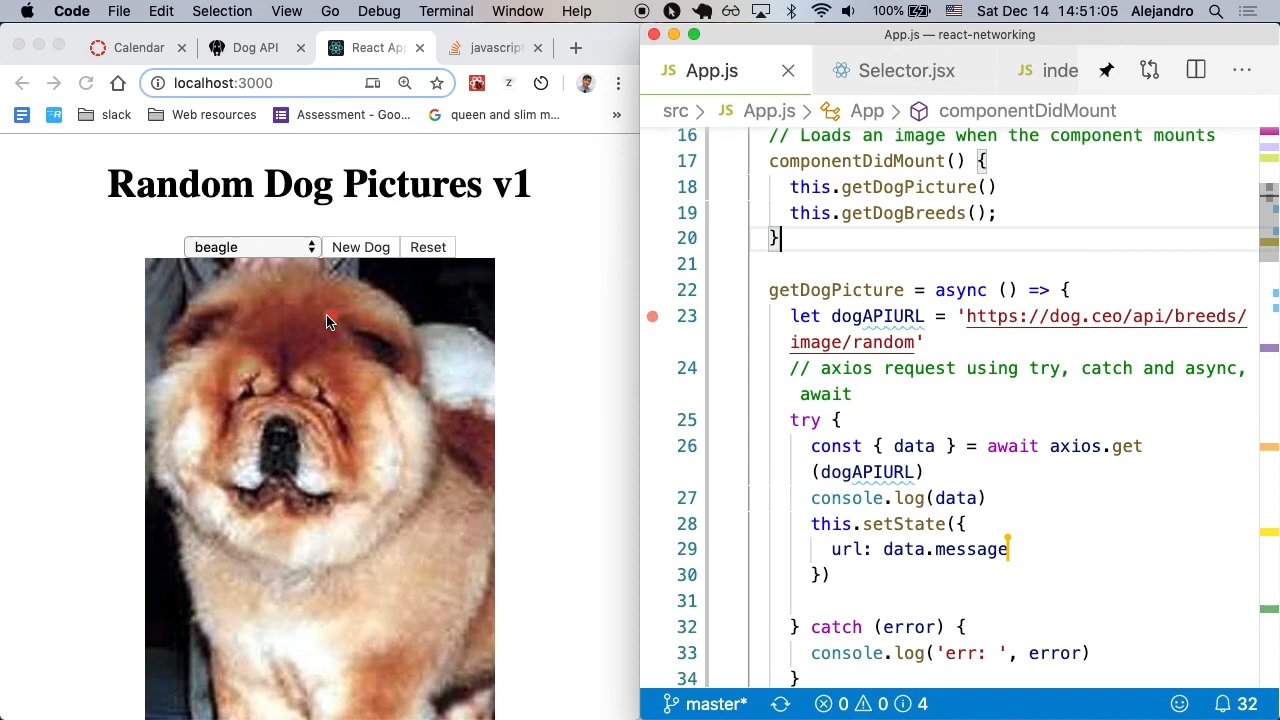 Code File Edit Selection View Go Debug Terminal Window Help 100% Sat Dec 14 14:51:05 Alejandro
Calendar Dog API React Ap javascript
localhost:3000
slack Web resources Assessment - Goo... queen and slim m... »
Random Dog Pictures v1
beagle New Dog Reset
App.js — react-networking
JS App.js Selector.jsx JS inde
src > JS App.js > App > componentDidMount
16 // Loads an image when the component mounts
17 componentDidMount() {
18 this.getDogPicture()
19 this.getDogBreeds();
20 }
21
22 getDogPicture = async () => {
23 let dogAPIURL = 'https://dog.ceo/api/breeds/
image/random'
24 // axios request using try, catch and async,
await
25 try {
26 const { data } = await axios.get
(dogAPIURL)
27 console.log(data)
28 this.setState({
29 url: data.message
30 })
31
32 } catch (error) {
33 console.log('err: ', error)
34 }
master* 0 0 4 32